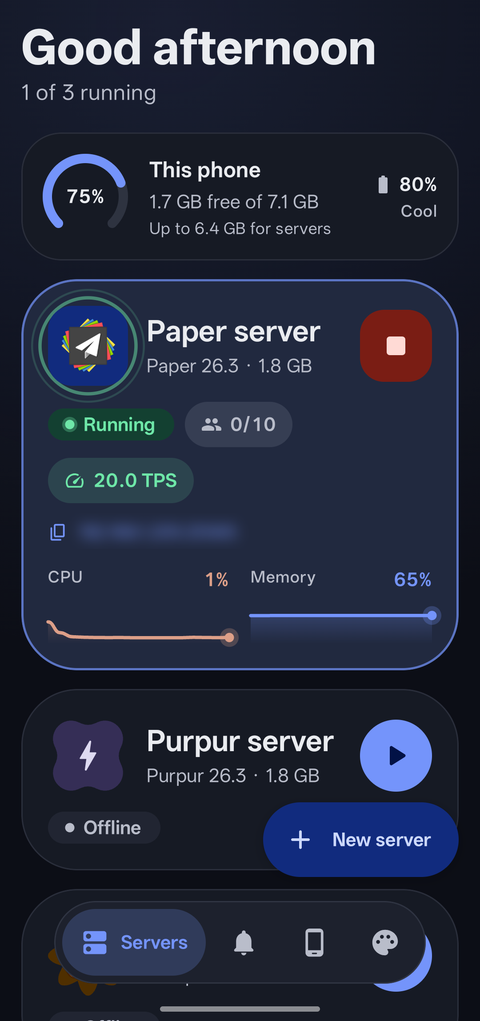 Good afternoon
1 of 3 running
75%
This phone
1.7 GB free of 7.1 GB
Up to 6.4 GB for servers
80%
Cool
Paper server
Paper 26.3 · 1.8 GB
Running
0/10
20.0 TPS
CPU
1%
Memory
65%
Purpur server
Purpur 26.3 · 1.8 GB
Offline
New server
Servers